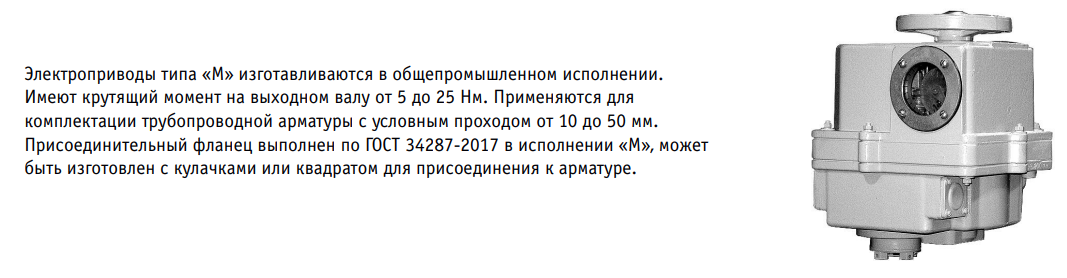 Электроприводы типа «М» изготавливаются в общепромышленном исполнении.
Имеют крутящий момент на выходном валу от 5 до 25 Нм. Применяются для
комплектации трубопроводной арматуры с условным проходом от 10 до 50 мм.
Присоединительный фланец выполнен по ГОСТ 34287-2017 в исполнении «М», может
быть изготовлен с кулачками или квадратом для присоединения к арматуре.